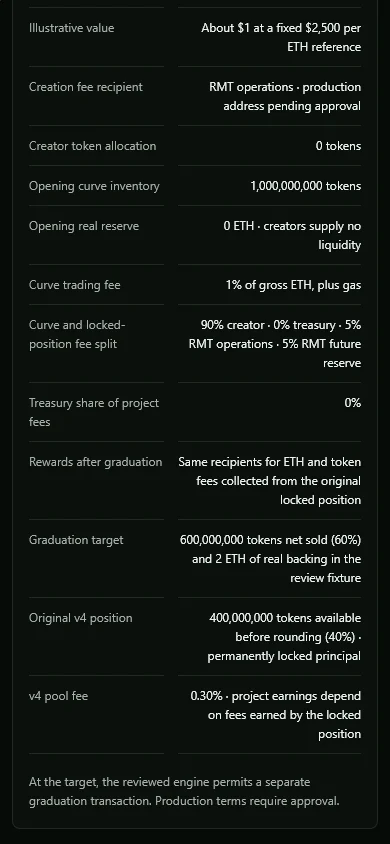 Illustrative value
About $1 at a fixed $2,500 per
ETH reference
Creation fee recipient
RMT operations · production
address pending approval
Creator token allocation
0 tokens
Opening curve inventory
1,000,000,000 tokens
Opening real reserve
0 ETH · creators supply no
liquidity
Curve trading fee
1% of gross ETH, plus gas
Curve and locked-
position fee split
90% creator · 0% treasury · 5%
RMT operations · 5% RMT future
reserve
Treasury share of project
fees
0%
Rewards after graduation
Same recipients for ETH and token
fees collected from the original
locked position
Graduation target
600,000,000 tokens net sold (60%)
and 2 ETH of real backing in the
review fixture
Original v4 position
400,000,000 tokens available
before rounding (40%) ·
permanently locked principal
v4 pool fee
0.30% · project earnings depend
on fees earned by the locked
position
At the target, the reviewed engine permits a separate
graduation transaction. Production terms require approval.